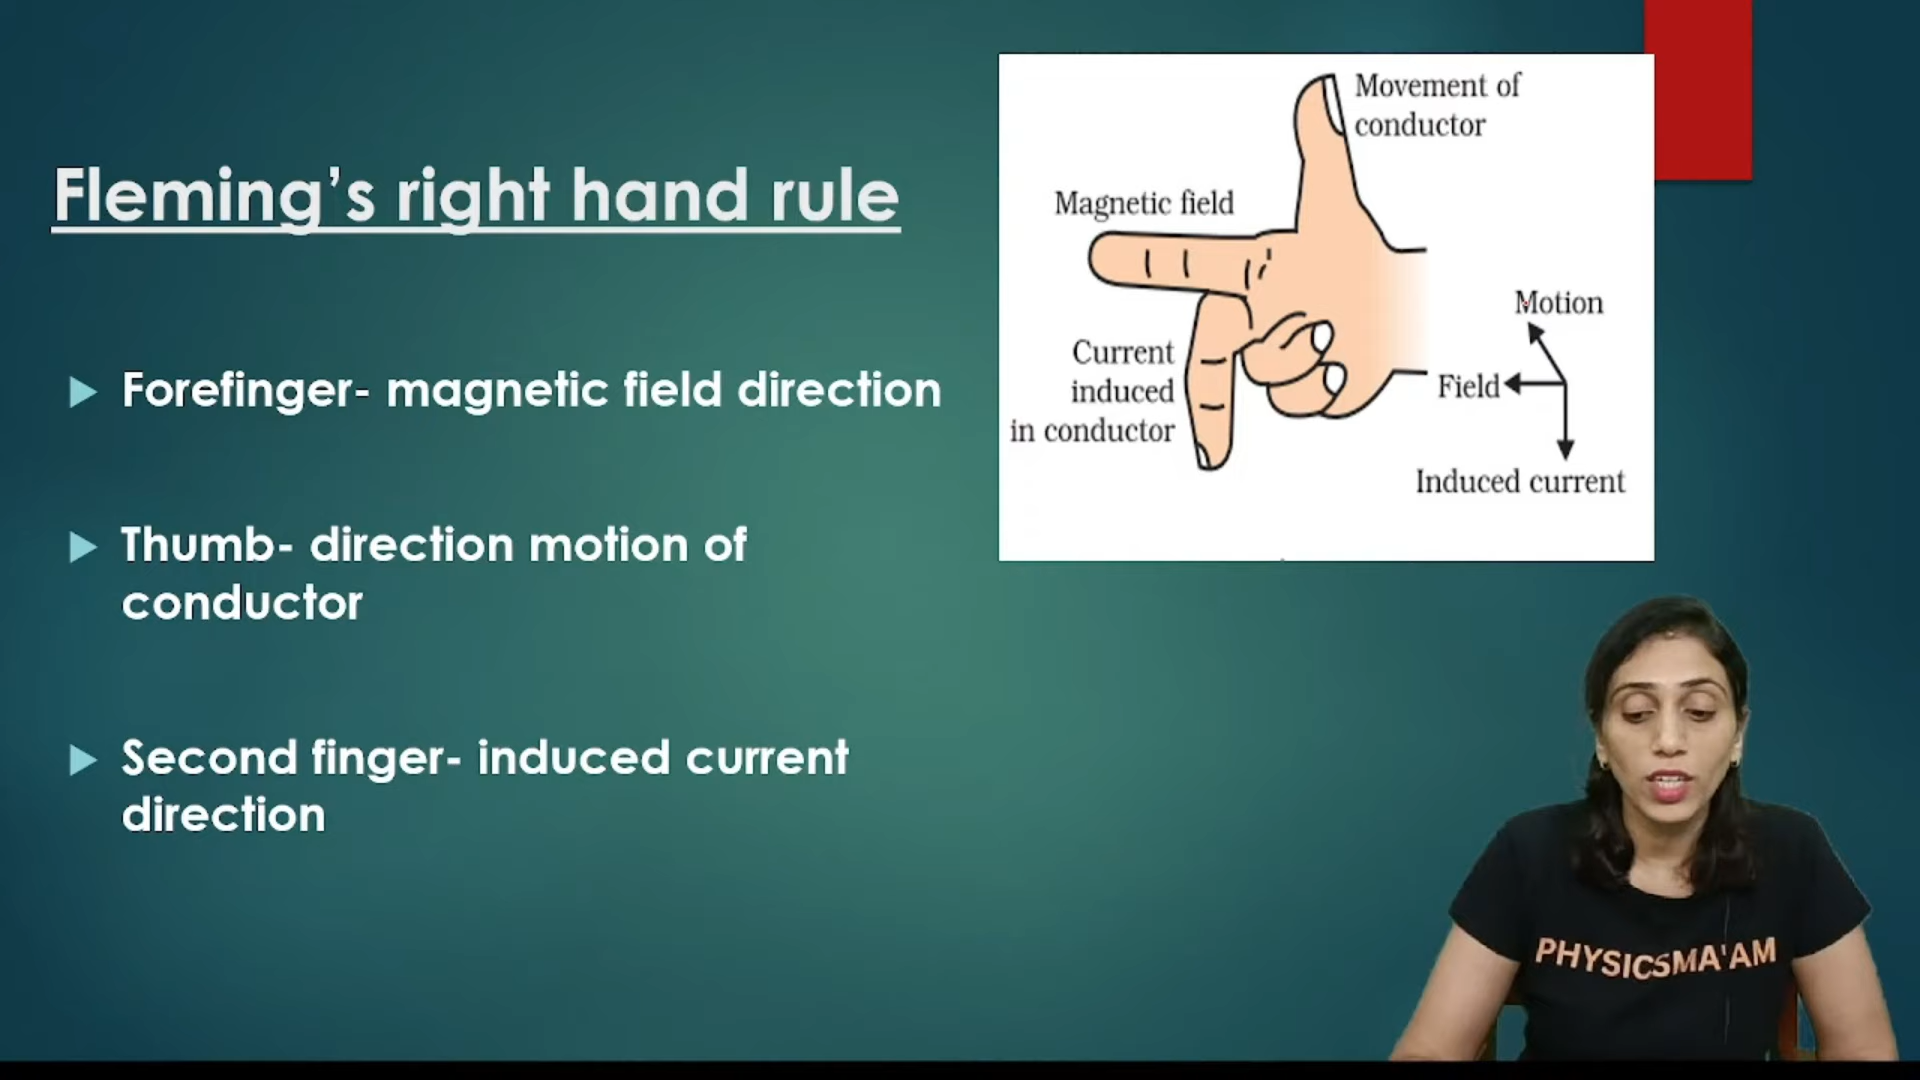 Fleming’s right hand rule
Forefinger- magnetic field direction
Thumb- direction motion of
conductor
Second finger- induced current
direction
Movement of
conductor
Magnetic field
Current
induced
in conductor
Motion
Field
Induced current
PHYSICSMA'AM